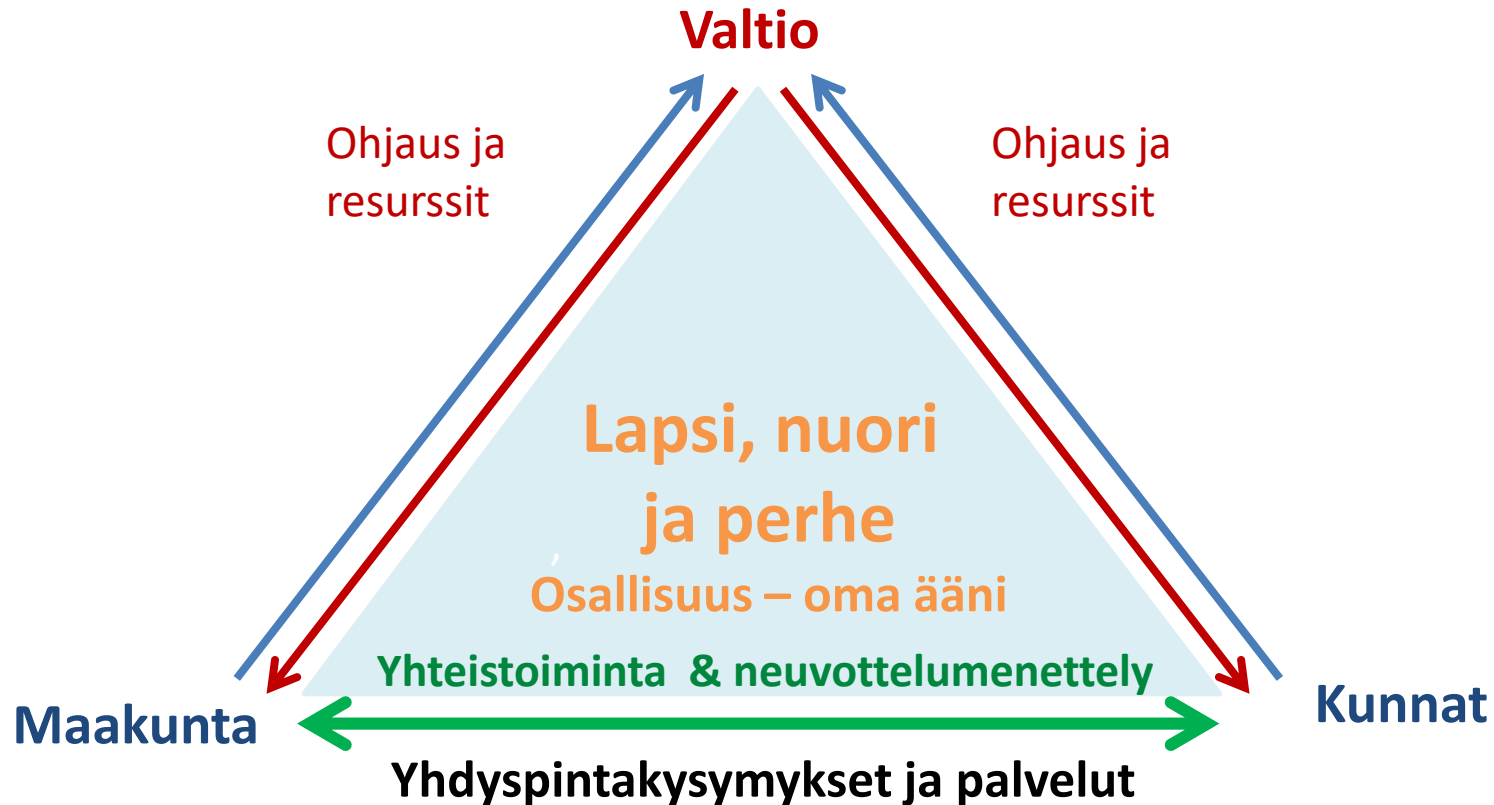 Valtio
Ohjaus ja
resurssit
Ohjaus ja
resurssit
Lapsi, nuori
ja perhe
,
Osallisuus – oma ääni
Yhteistoiminta & neuvottelumenettely
Maakunta
Kunnat
Yhdyspintakysymykset ja palvelut